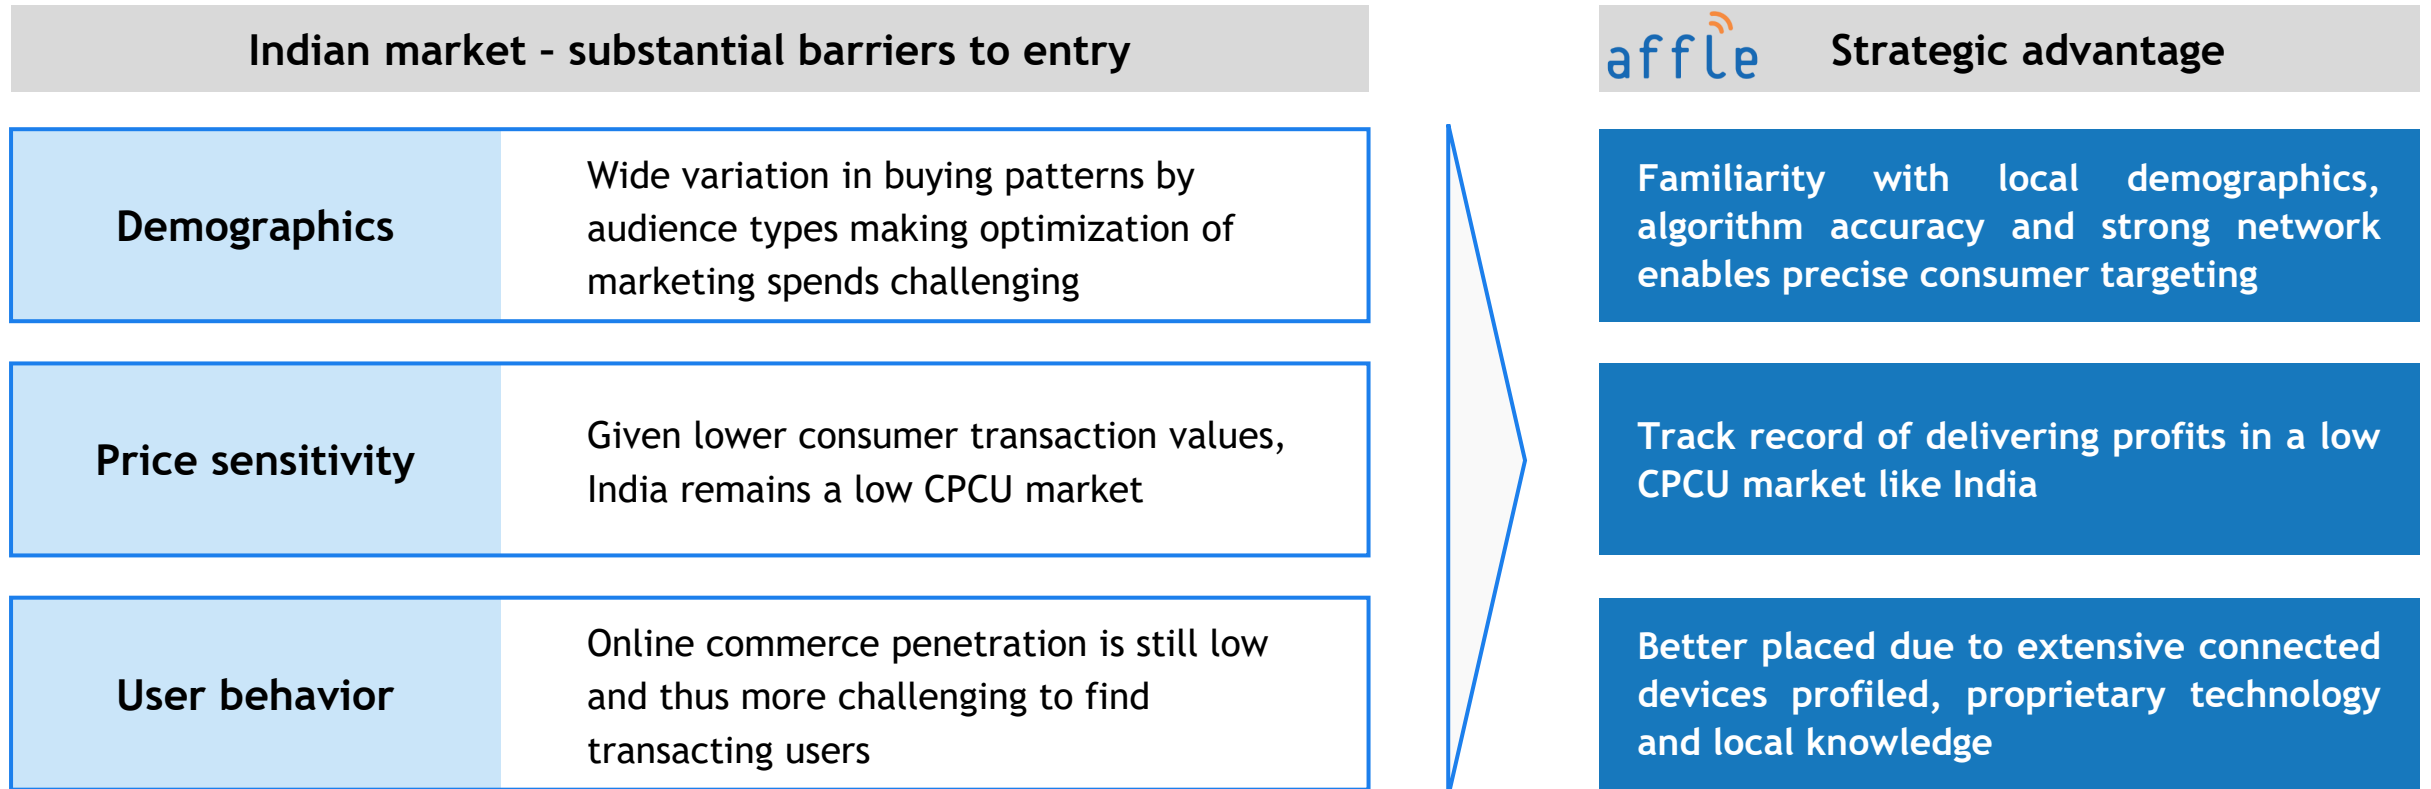 Indian market – substantial barriers to entry
affle Strategic advantage
Demographics
Wide variation in buying patterns by
audience types making optimization of
marketing spends challenging
Familiarity with local demographics,
algorithm accuracy and strong network
enables precise consumer targeting
Price sensitivity
Given lower consumer transaction values,
India remains a low CPCU market
Track record of delivering profits in a low
CPCU market like India
User behavior
Online commerce penetration is still low
and thus more challenging to find
transacting users
Better placed due to extensive connected
devices profiled, proprietary technology
and local knowledge